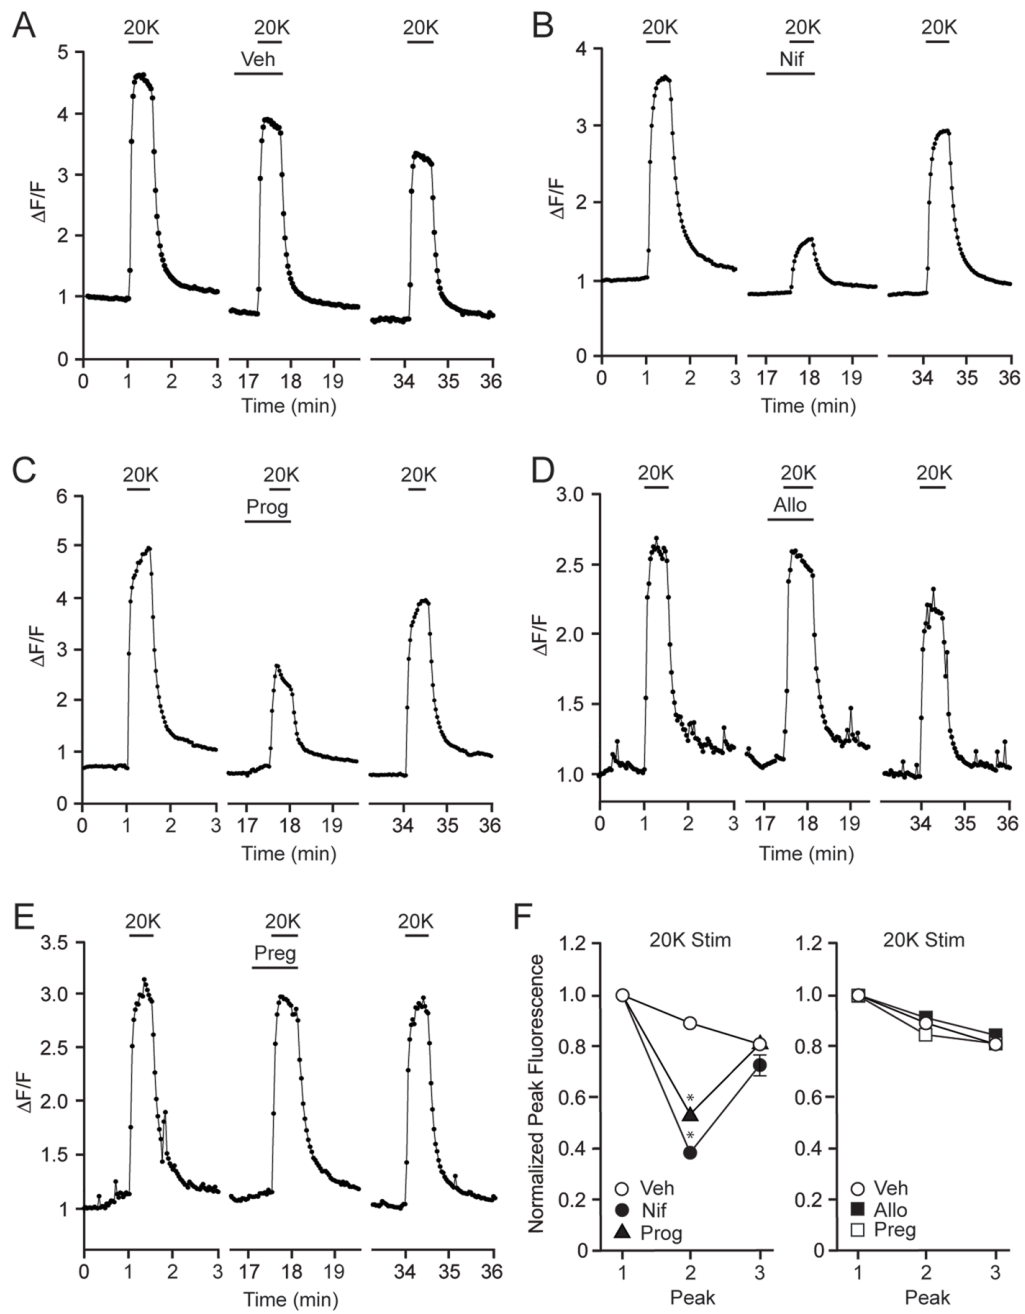 A
20K 20K 20K
Veh
5
4
3
2
1
0
ΔF/F
0 1 2 3 17 18 19 34 35 36
Time (min)
B
20K 20K 20K
Nif
4
3
2
1
0
ΔF/F
0 1 2 3 17 18 19 34 35 36
Time (min)
C
20K 20K 20K
Prog
6
5
4
3
2
1
0
ΔF/F
0 1 2 3 17 18 19 34 35 36
Time (min)
D
20K 20K 20K
Allo
3.0
2.5
2.0
1.5
1.0
ΔF/F
0 1 2 3 17 18 19 34 35 36
Time (min)
E
20K 20K 20K
Preg
3.5
3.0
2.5
2.0
1.5
1
ΔF/F
0 1 2 3 17 18 19 34 35 36
Time (min)
F
20K Stim
1.2
1.0
0.8
0.6
0.4
0.2
0
Normalized Peak Fluorescence
*
*
Veh
Nif
Prog
1 2 3
Peak
20K Stim
1.2
1.0
0.8
0.6
0.4
0.2
0
Veh
Allo
Preg
1 2 3
Peak